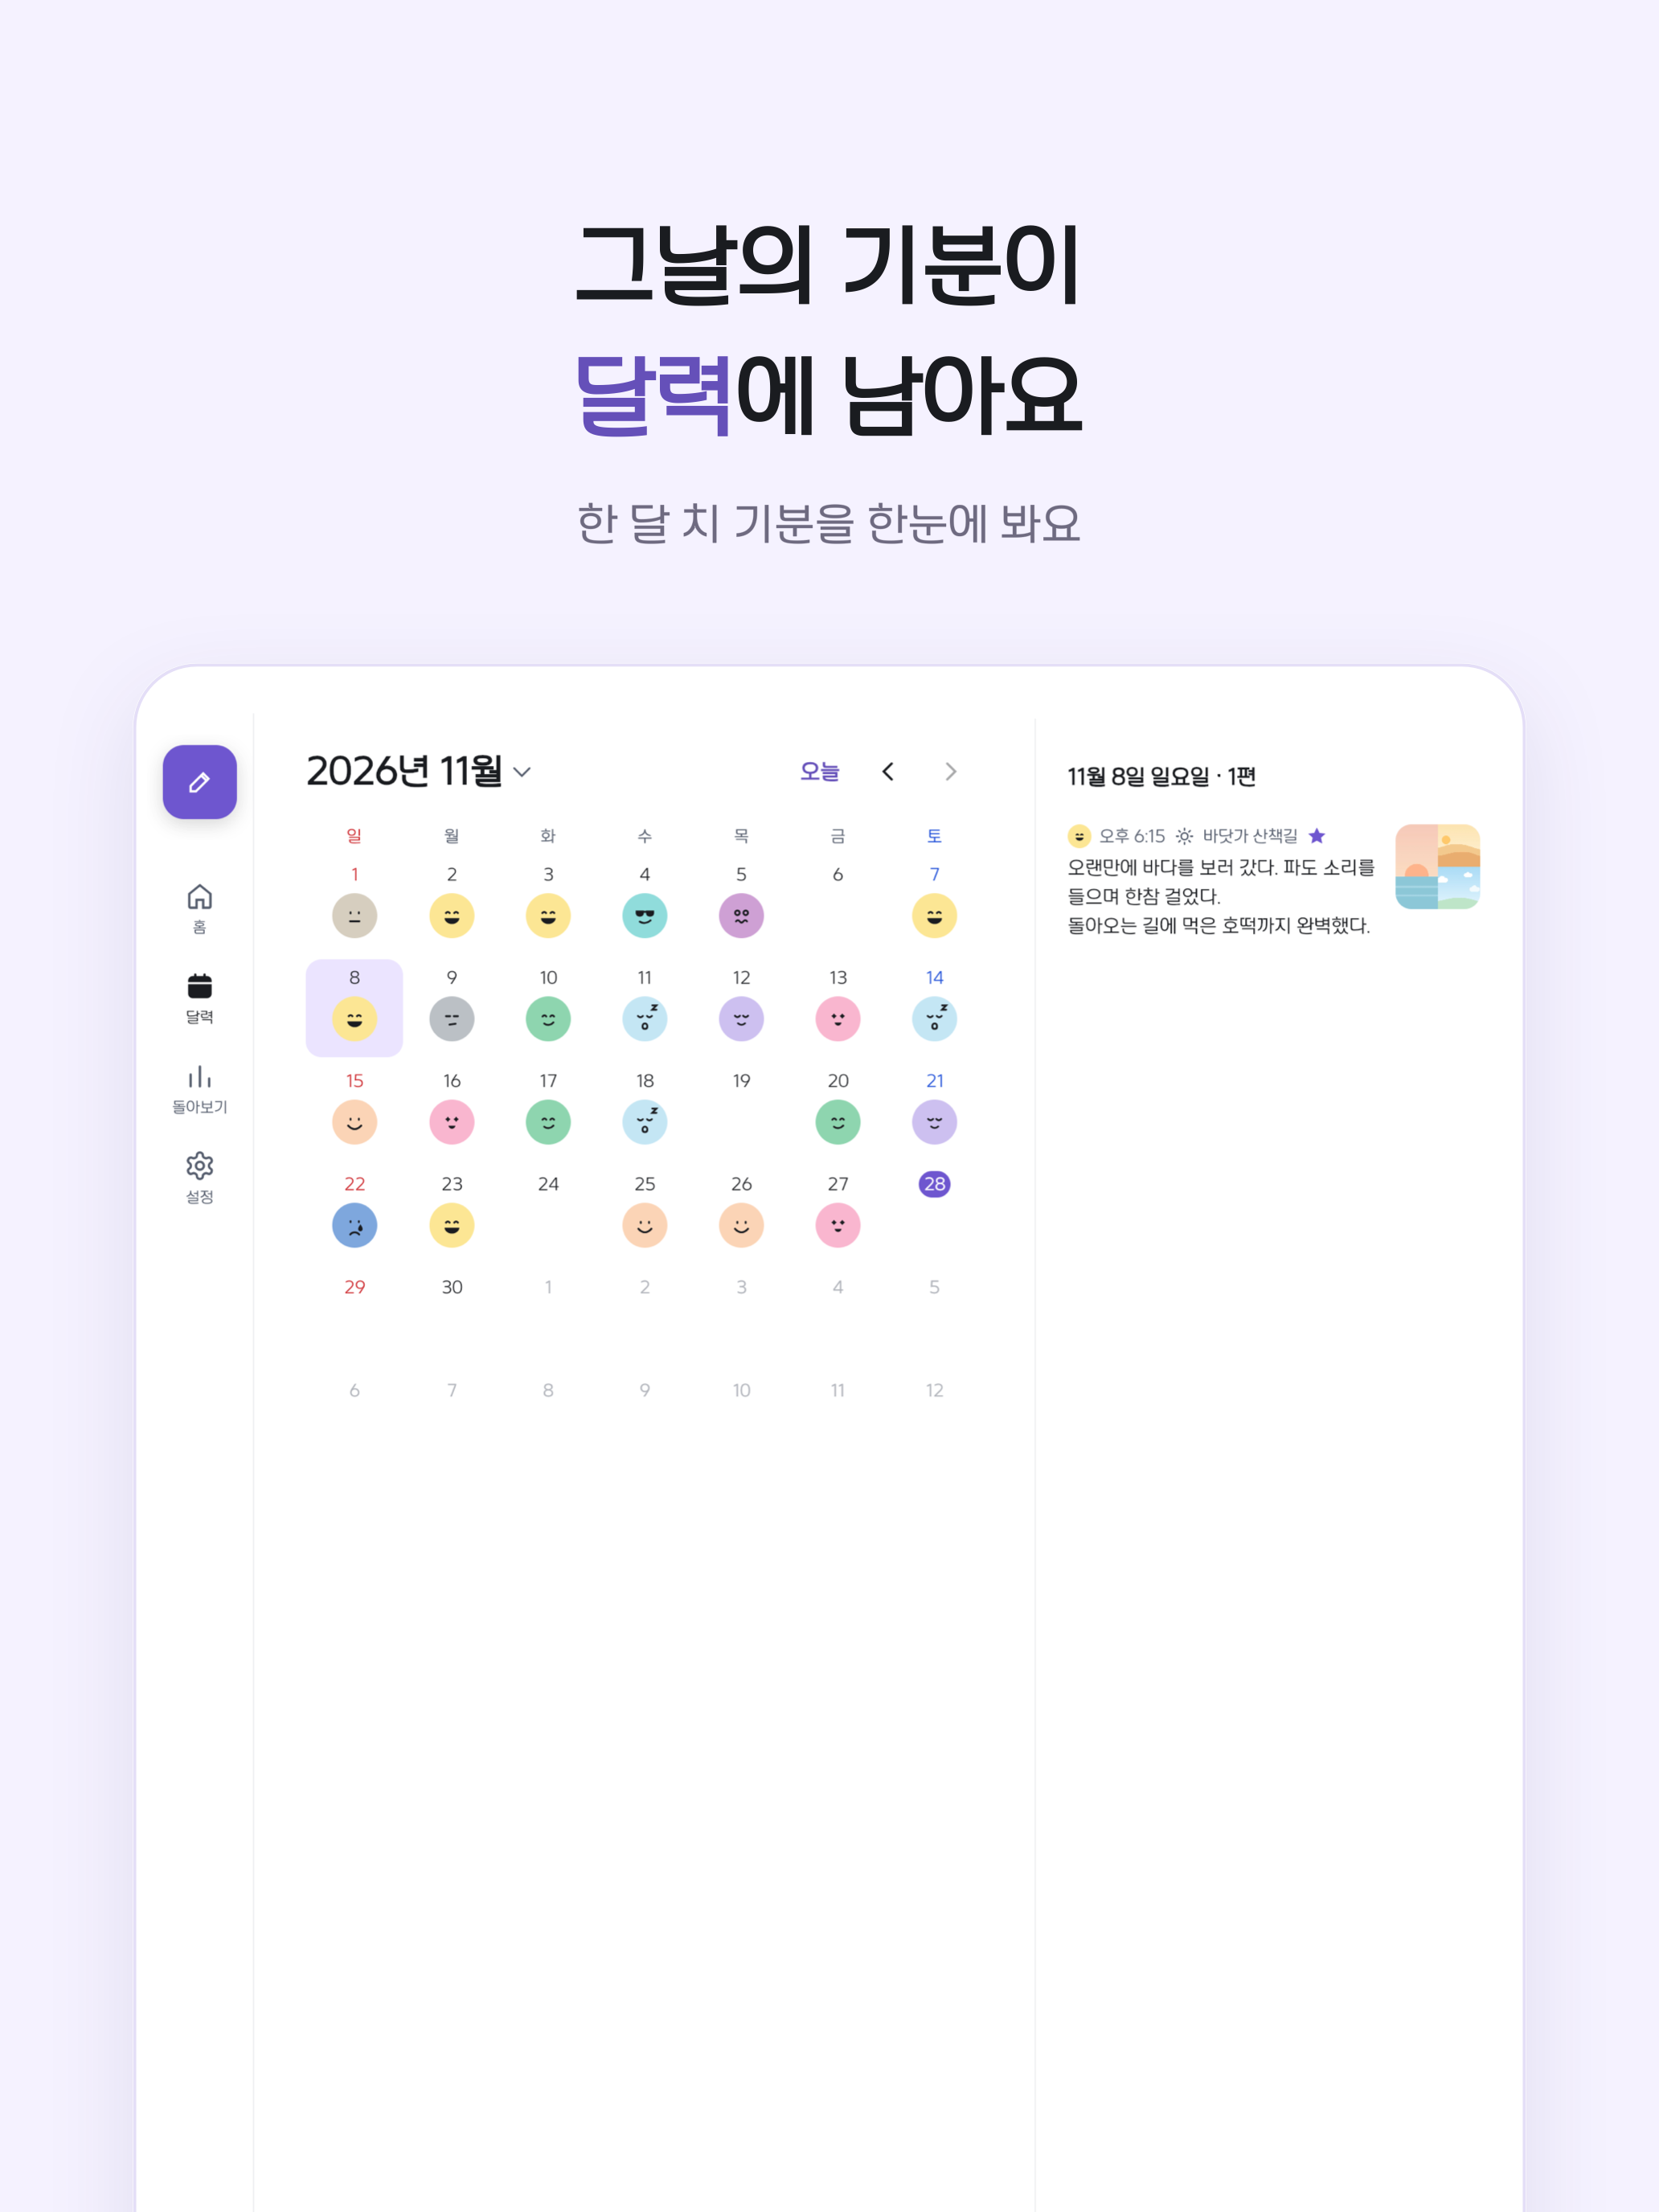 그날의 기분이
달력에 남아요
한 달 치 기분을 한눈에 봐요
홈
달력
돌아보기
설정
2026년 11월
오늘
일 월 화 수 목 금 토
1 2 3 4 5 6 7
8 9 10 11 12 13 14
15 16 17 18 19 20 21
22 23 24 25 26 27 28
29 30 1 2 3 4 5
6 7 8 9 10 11 12
11월 8일 일요일 · 1편
오후 6:15 바닷가 산책길
오랜만에 바다를 보러 갔다. 파도 소리를
들으며 한참 걸었다.
돌아오는 길에 먹은 호떡까지 완벽했다.